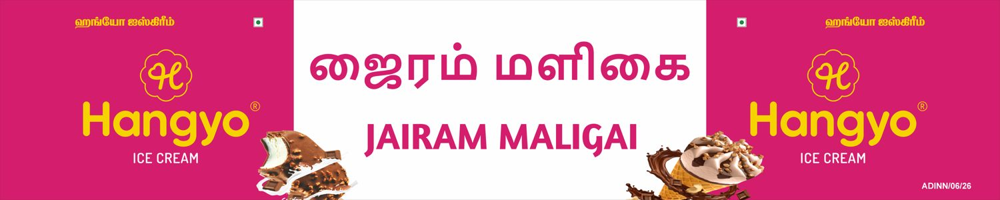 ஹங்யோ ஐஸ்கிரீம்
H
Hangyo®
ICE CREAM
ஜைரம் மளிகை
JAIRAM MALIGAI
ஹங்யோ ஐஸ்கிரீம்
H
Hangyo®
ICE CREAM
ADINN/06/26